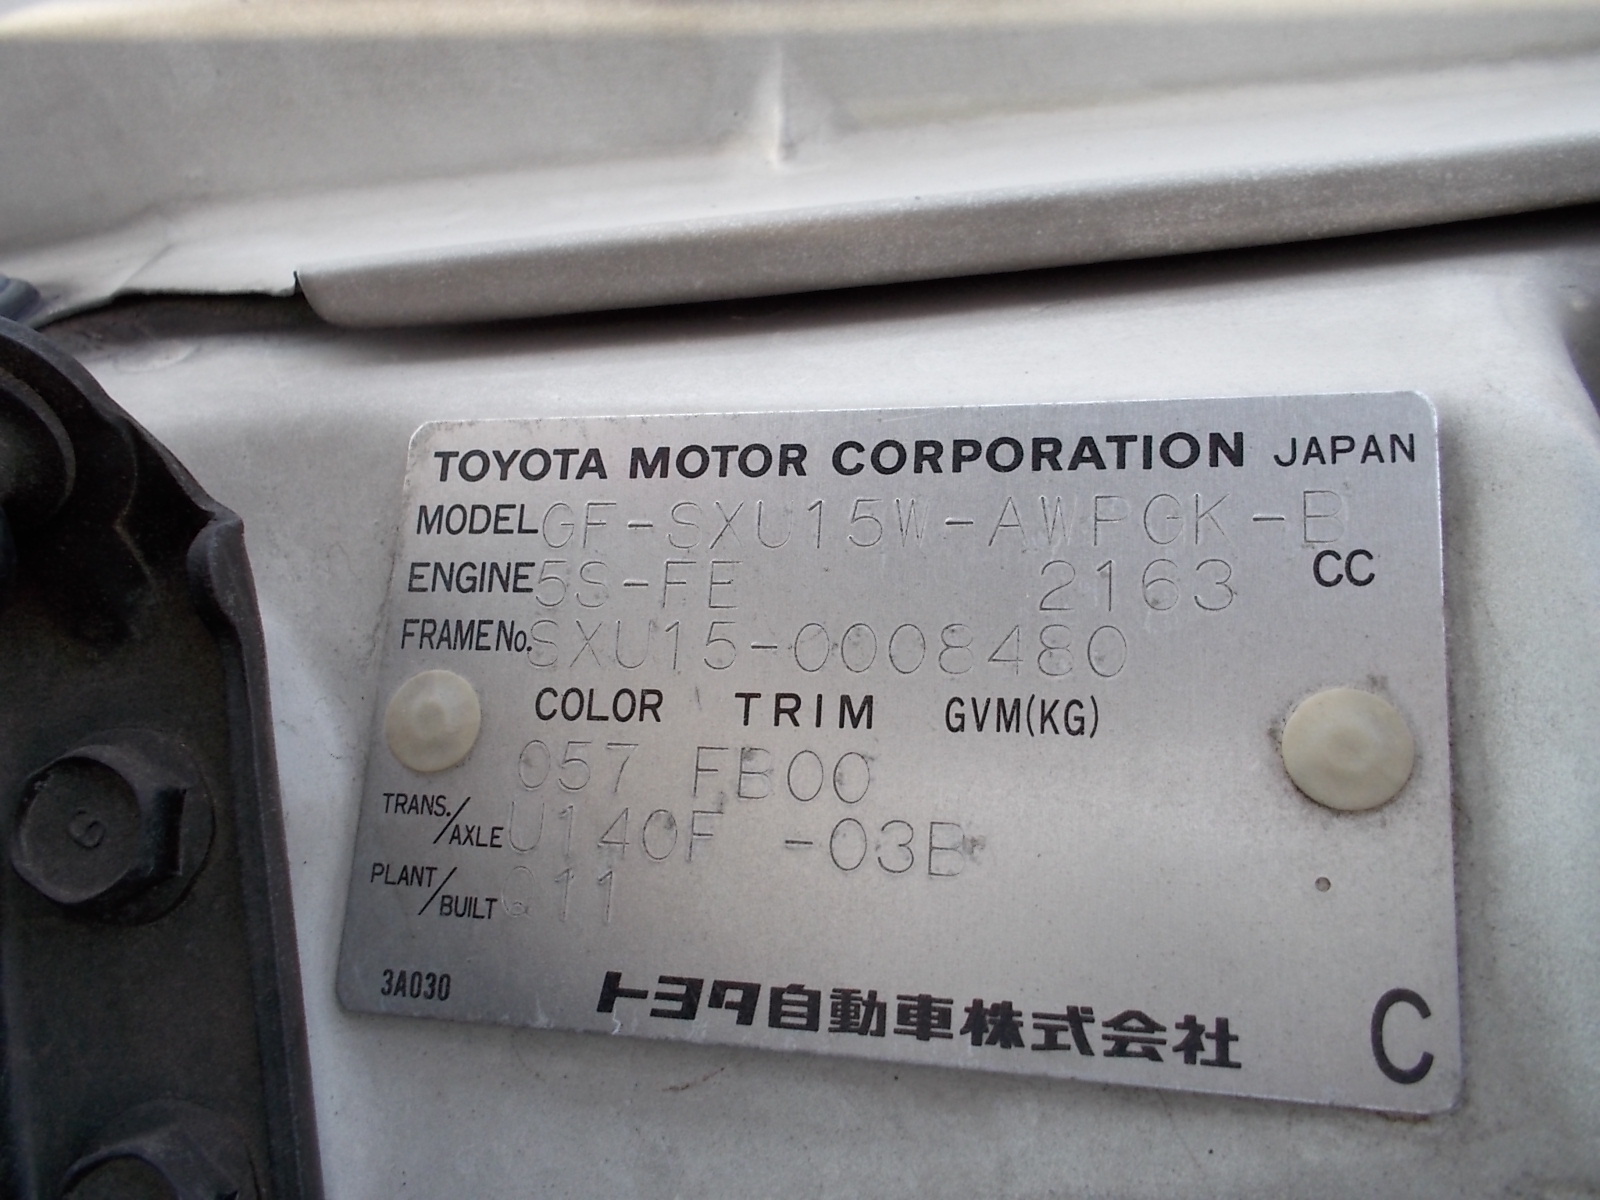 TOYOTA MOTOR CORPORATION JAPAN
MODEL GF-SXU15W-AWPGK-B
ENGINE 5S-FE 2163 CC
FRAME No. SXU15-0008480
COLOR TRIM GVM(KG)
057 FB00
TRANS./AXLE U140F -03B
PLANT/BUILT Q11
3A030 トヨタ自動車株式会社 C
G